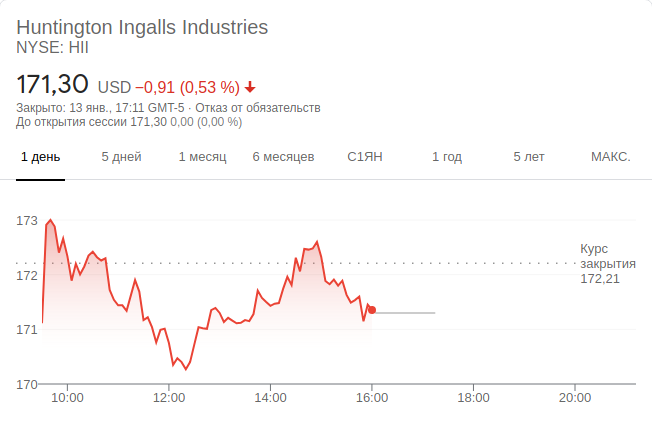 Huntington Ingalls Industries
NYSE: HII
171,30 USD −0,91 (0,53 %)
Закрыто: 13 янв., 17:11 GMT-5 · Отказ от обязательств
До открытия сессии 171,30 0,00 (0,00 %)
1 день 5 дней 1 месяц 6 месяцев С1ЯН 1 год 5 лет МАКС.
173
Курс
закрытия
172,21
172
171
170
10:00 12:00 14:00 16:00 18:00 20:00